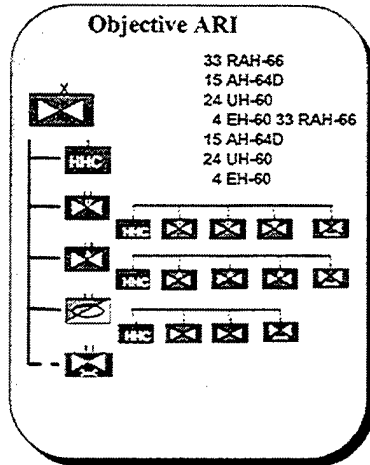 Objective ARI
33 RAH-66
15 AH-64D
24 UH-60
4 EH-60 33 RAH-66
15 AH-64D
24 UH-60
4 EH-60
X
HHC
HHC
HHC
HHC